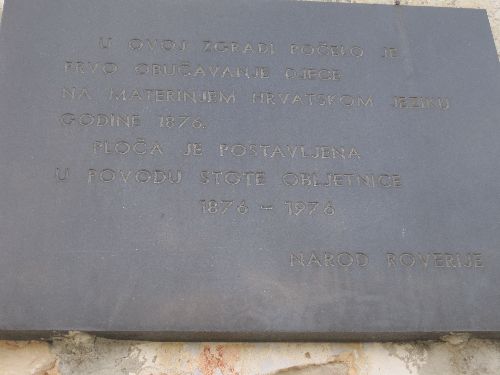 U OVOJ ZGRADI POČELO JE
PRVO OBUČAVANJE DJECE
NA MATERINJEM HRVATSKOM JEZIKU
GODINE 1876.
PLOČA JE POSTAVLJENA
U POVODU STOTE OBLJETNICE
1876 - 1976
NAROD ROVERIJE